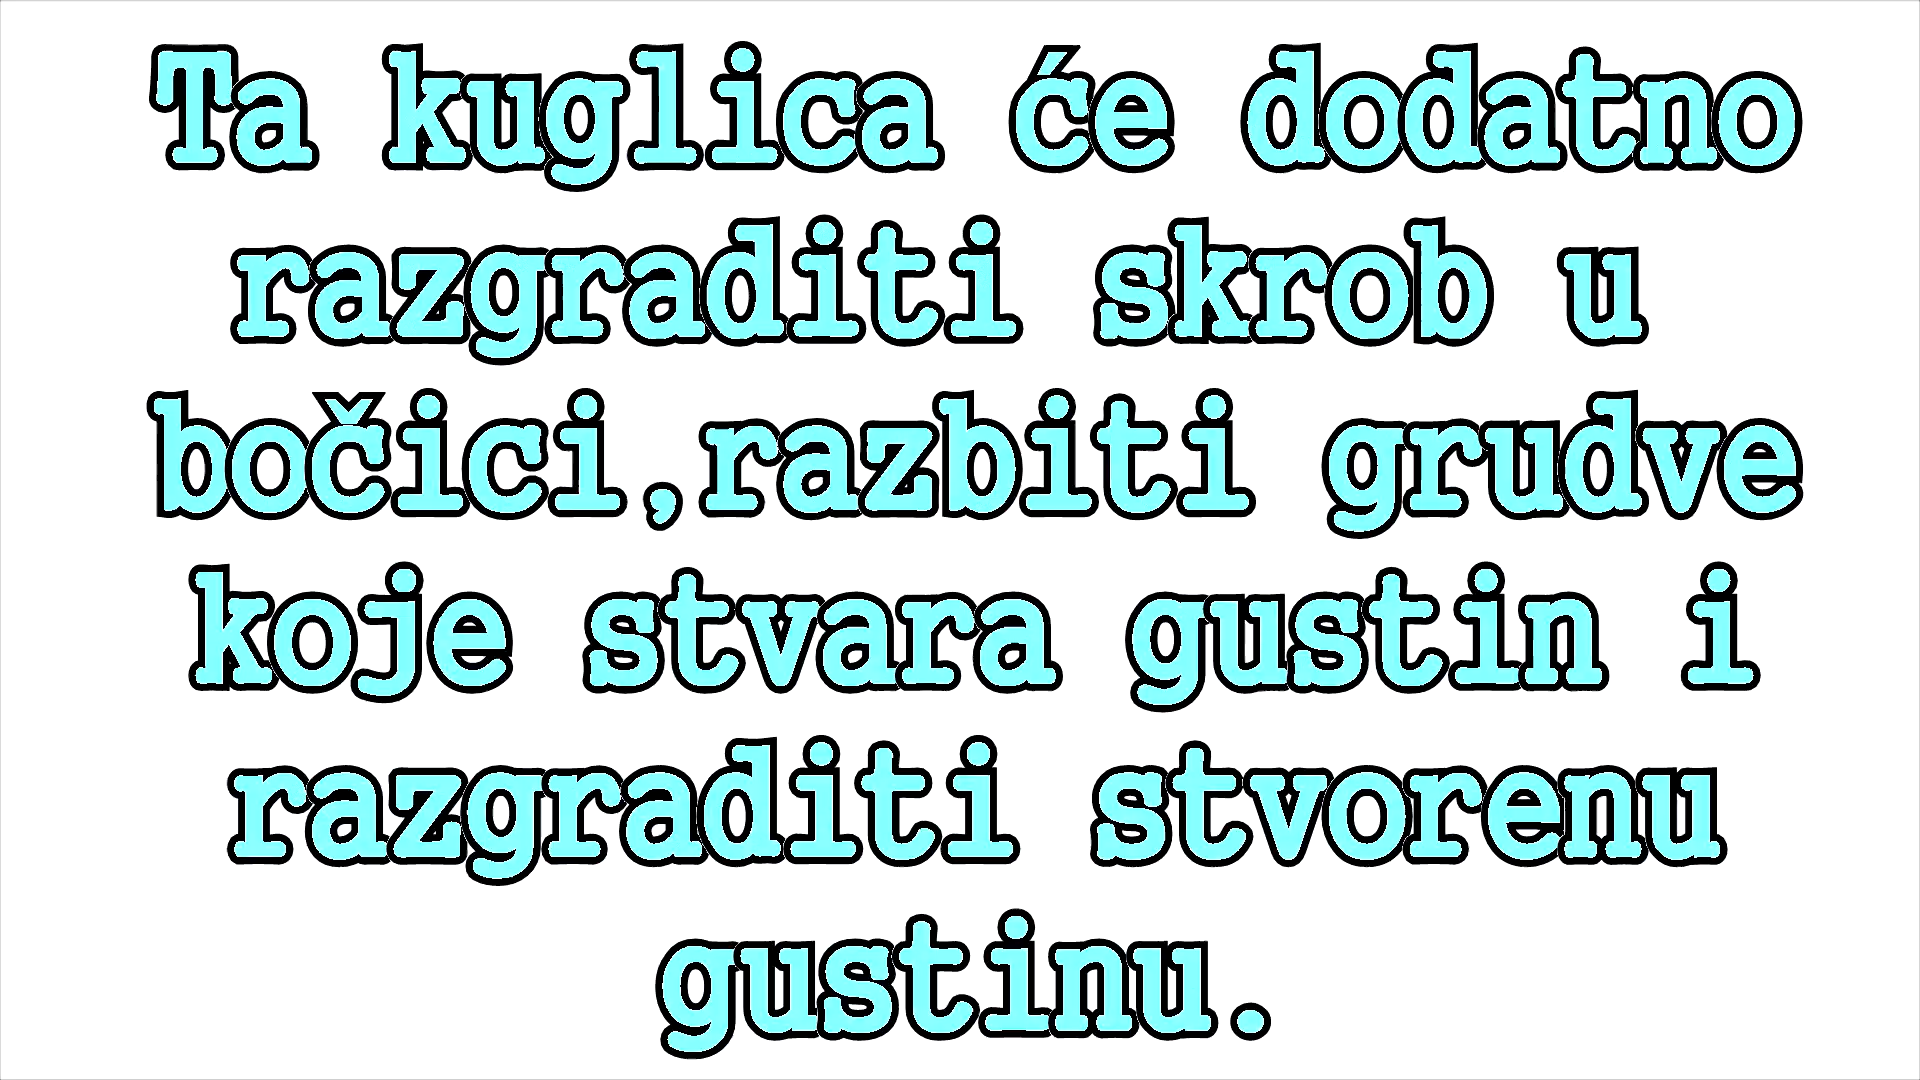 Ta kuglica će dodatno
razgraditi skrob u
bočici,razbiti grudve
koje stvara gustin i
razgraditi stvorenu
gustinu.